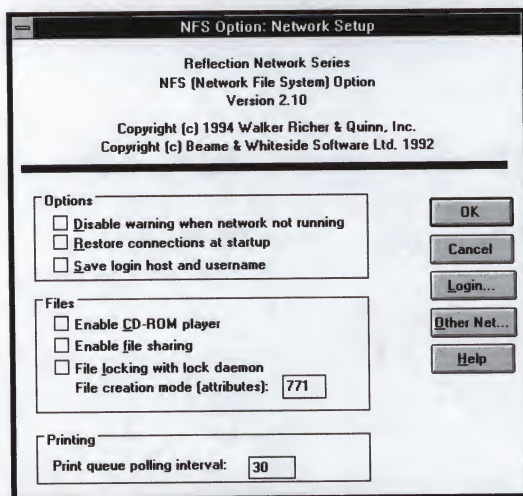 NFS Option: Network Setup
Reflection Network Series
NFS (Network File System) Option
Version 2.10
Copyright (c) 1994 Walker Richer & Quinn, Inc.
Copyright (c) Beame & Whiteside Software Ltd. 1992
Options
Disable warning when network not running
Restore connections at startup
Save login host and username
Files
Enable CD-ROM player
Enable file sharing
File locking with lock daemon
File creation mode (attributes): 771
Printing
Print queue polling interval: 30
OK
Cancel
Login...
Other Net...
Help